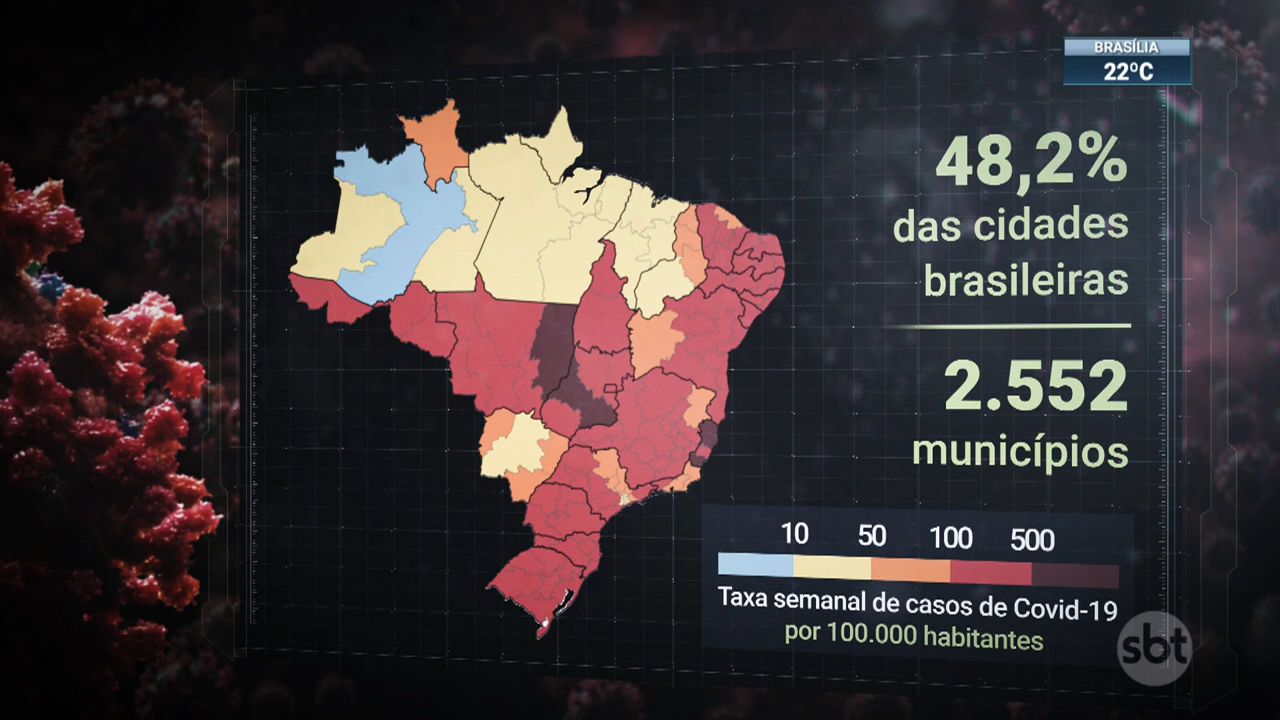 BRASÍLIA
22ºC
48,2%
das cidades
brasileiras
2.552
municípios
10 50 100 500
Taxa semanal de casos de Covid-19
por 100.000 habitantes
sbt